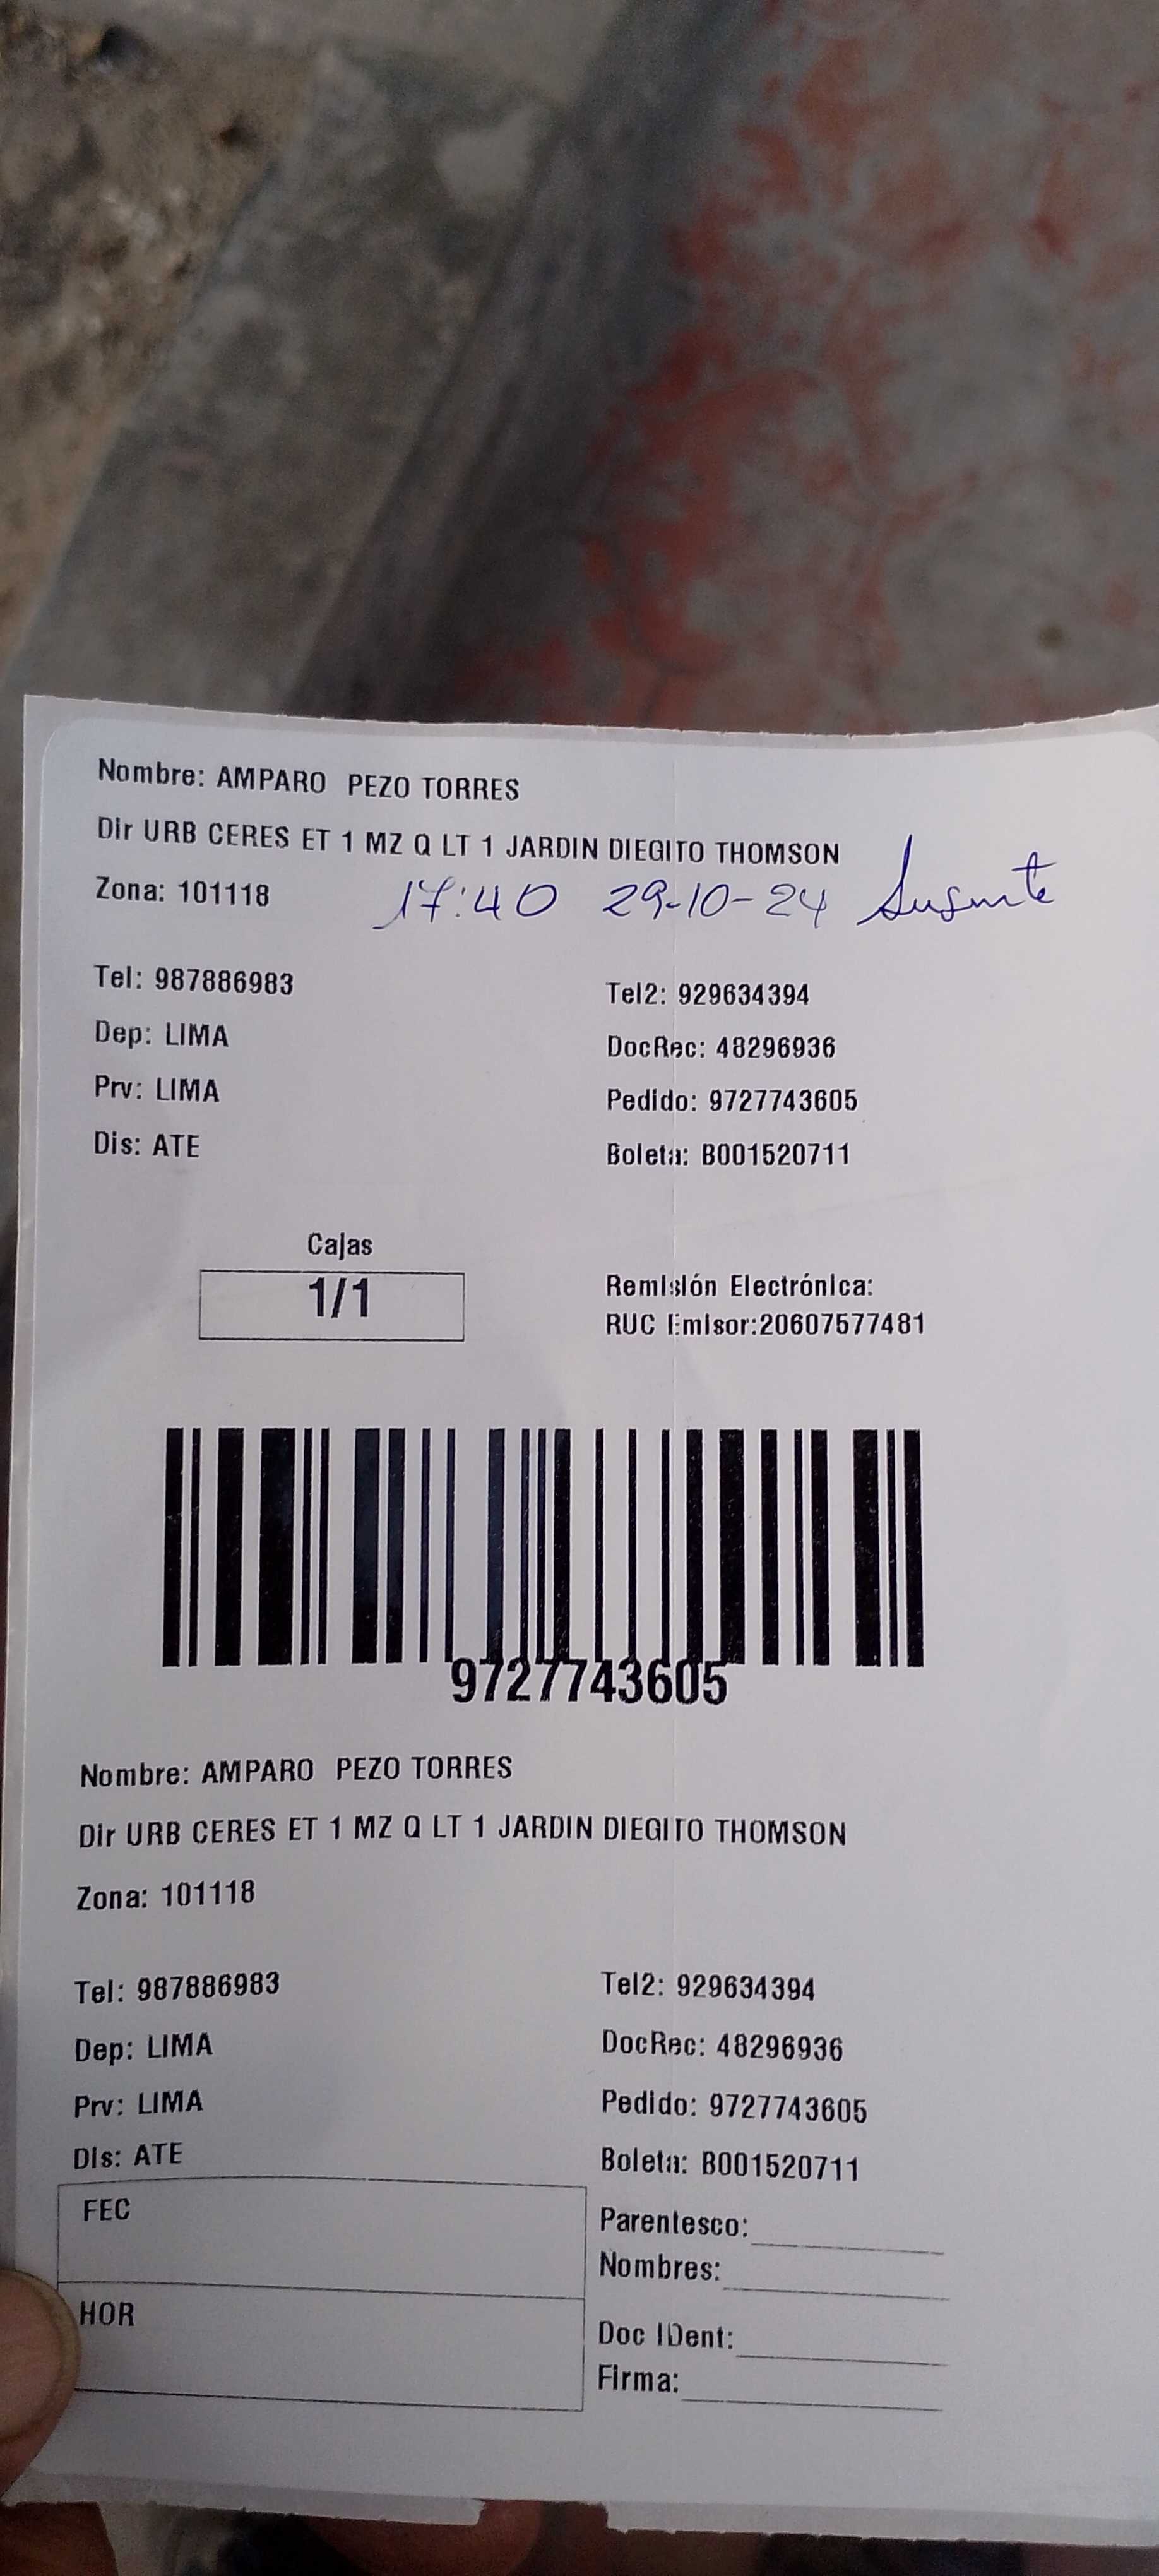 Nombre: AMPARO PEZO TORRES
Dir URB CERES ET 1 MZ Q LT 1 JARDIN DIEGITO THOMSON
Zona: 101118 17:40 29-10-24
Tel: 987886983 Tel2: 929634394
Dep: LIMA DocRec: 48296936
Prv: LIMA Pedido: 9727743605
Dis: ATE Boleta: B001520711
Cajas
1/1
Remisión Electrónica:
RUC Emisor:20607577481
9727743605
Nombre: AMPARO PEZO TORRES
Dir URB CERES ET 1 MZ Q LT 1 JARDIN DIEGITO THOMSON
Zona: 101118
Tel: 987886983 Tel2: 929634394
Dep: LIMA DocRec: 48296936
Prv: LIMA Pedido: 9727743605
Dis: ATE Boleta: B001520711
FEC
HOR
Parentesco:
Nombres:
Doc IDent:
Firma: